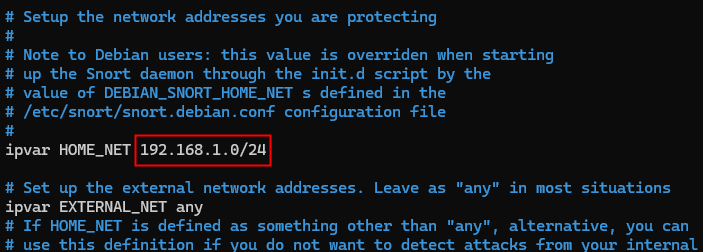 # Setup the network addresses you are protecting
#
# Note to Debian users: this value is overriden when starting
# up the Snort daemon through the init.d script by the
# value of DEBIAN_SNORT_HOME_NET s defined in the
# /etc/snort/snort.debian.conf configuration file
#
ipvar HOME_NET 192.168.1.0/24
# Set up the external network addresses. Leave as "any" in most situations
ipvar EXTERNAL_NET any
# If HOME_NET is defined as something other than "any", alternative, you can
# use this definition if you do not want to detect attacks from your internal